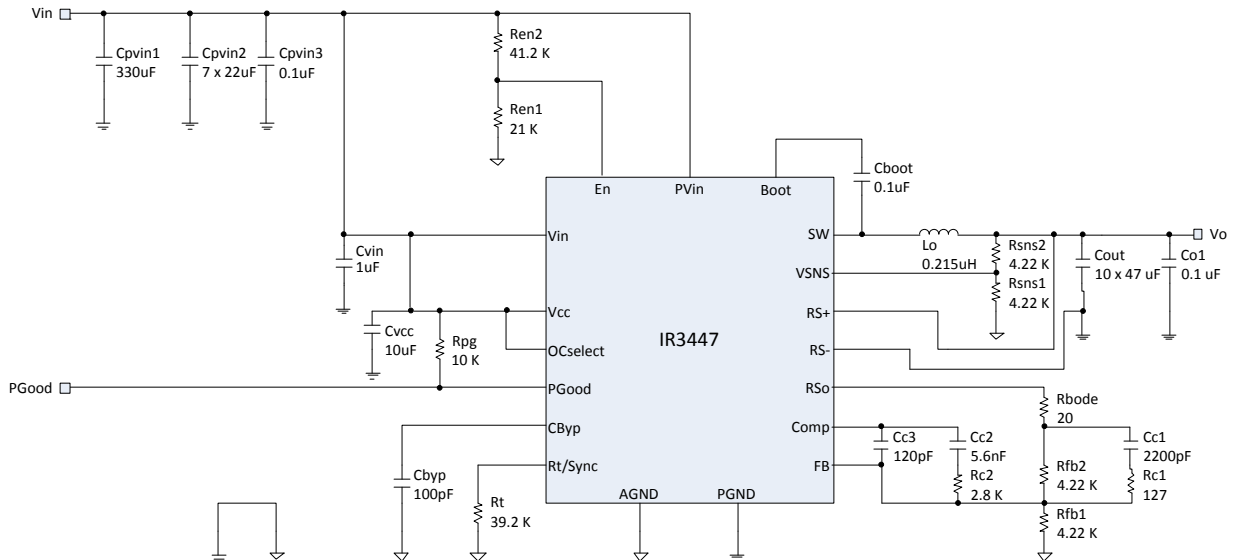 Vin
Cpvin1
330uF
Cpvin2
7 x 22uF
Cpvin3
0.1uF
Ren2
41.2 K
Ren1
21 K
Cboot
0.1uF
En
PVin
Boot
Vin
SW
Vo
Cvin
1uF
Lo
0.215uH
Rsns2
4.22 K
Cout
10 x 47 uF
Co1
0.1 uF
VSNS
Rsns1
4.22 K
Vcc
RS+
Cvcc
10uF
Rpg
10 K
OCselect
IR3447
RS-
PGood
PGood
RSo
Rbode
20
CByp
Comp
Cc3
120pF
Cc2
5.6nF
Cc1
2200pF
Rt/Sync
FB
Cbyp
100pF
Rfb2
4.22 K
Rc2
2.8 K
Rc1
127
Rt
39.2 K
AGND
PGND
Rfb1
4.22 K